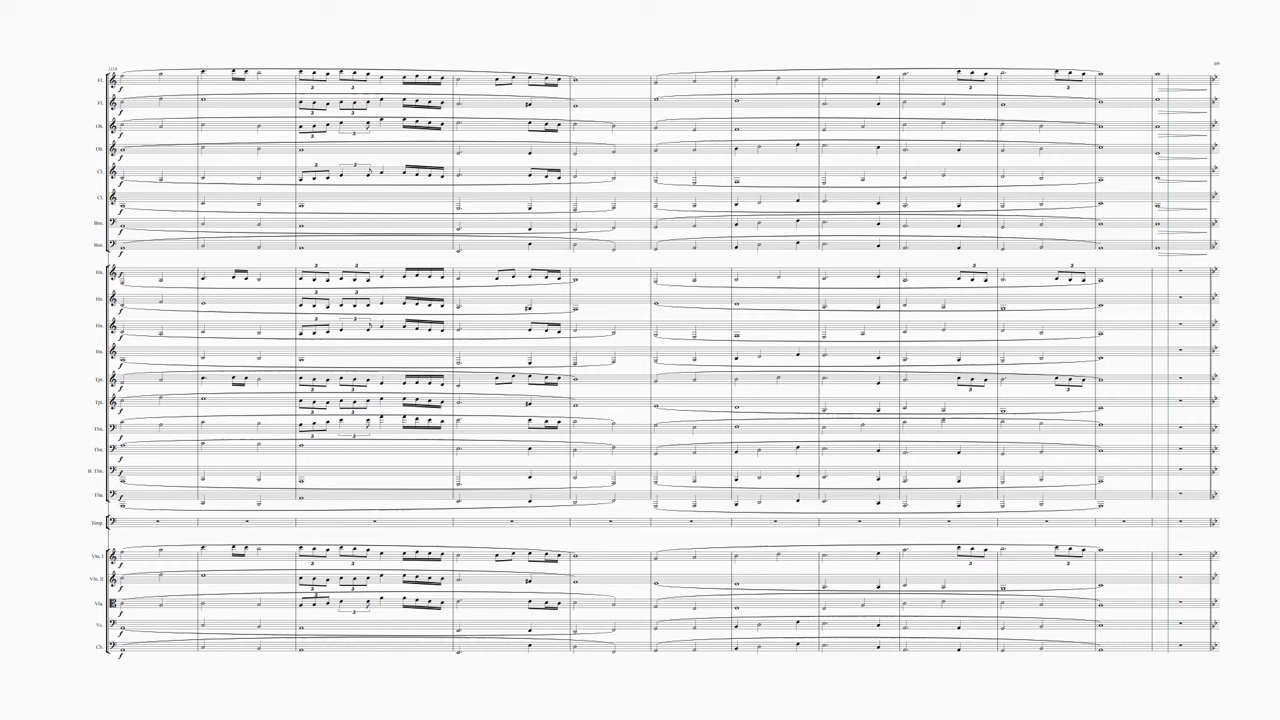 69
Fl.
f
Fl.
f
Ob.
f
Ob.
f
Cl.
f
Cl.
f
Bsn.
f
Bsn.
f
Hn.
f
Hn.
f
Hn.
f
Hn.
f
Tpt.
f
Tpt.
f
Tbn.
f
Tbn.
f
B. Tbn.
f
Tba.
f
Timp.
Vln. I
f
Vln. II
f
Vla.
f
Vc.
f
Cb.
f